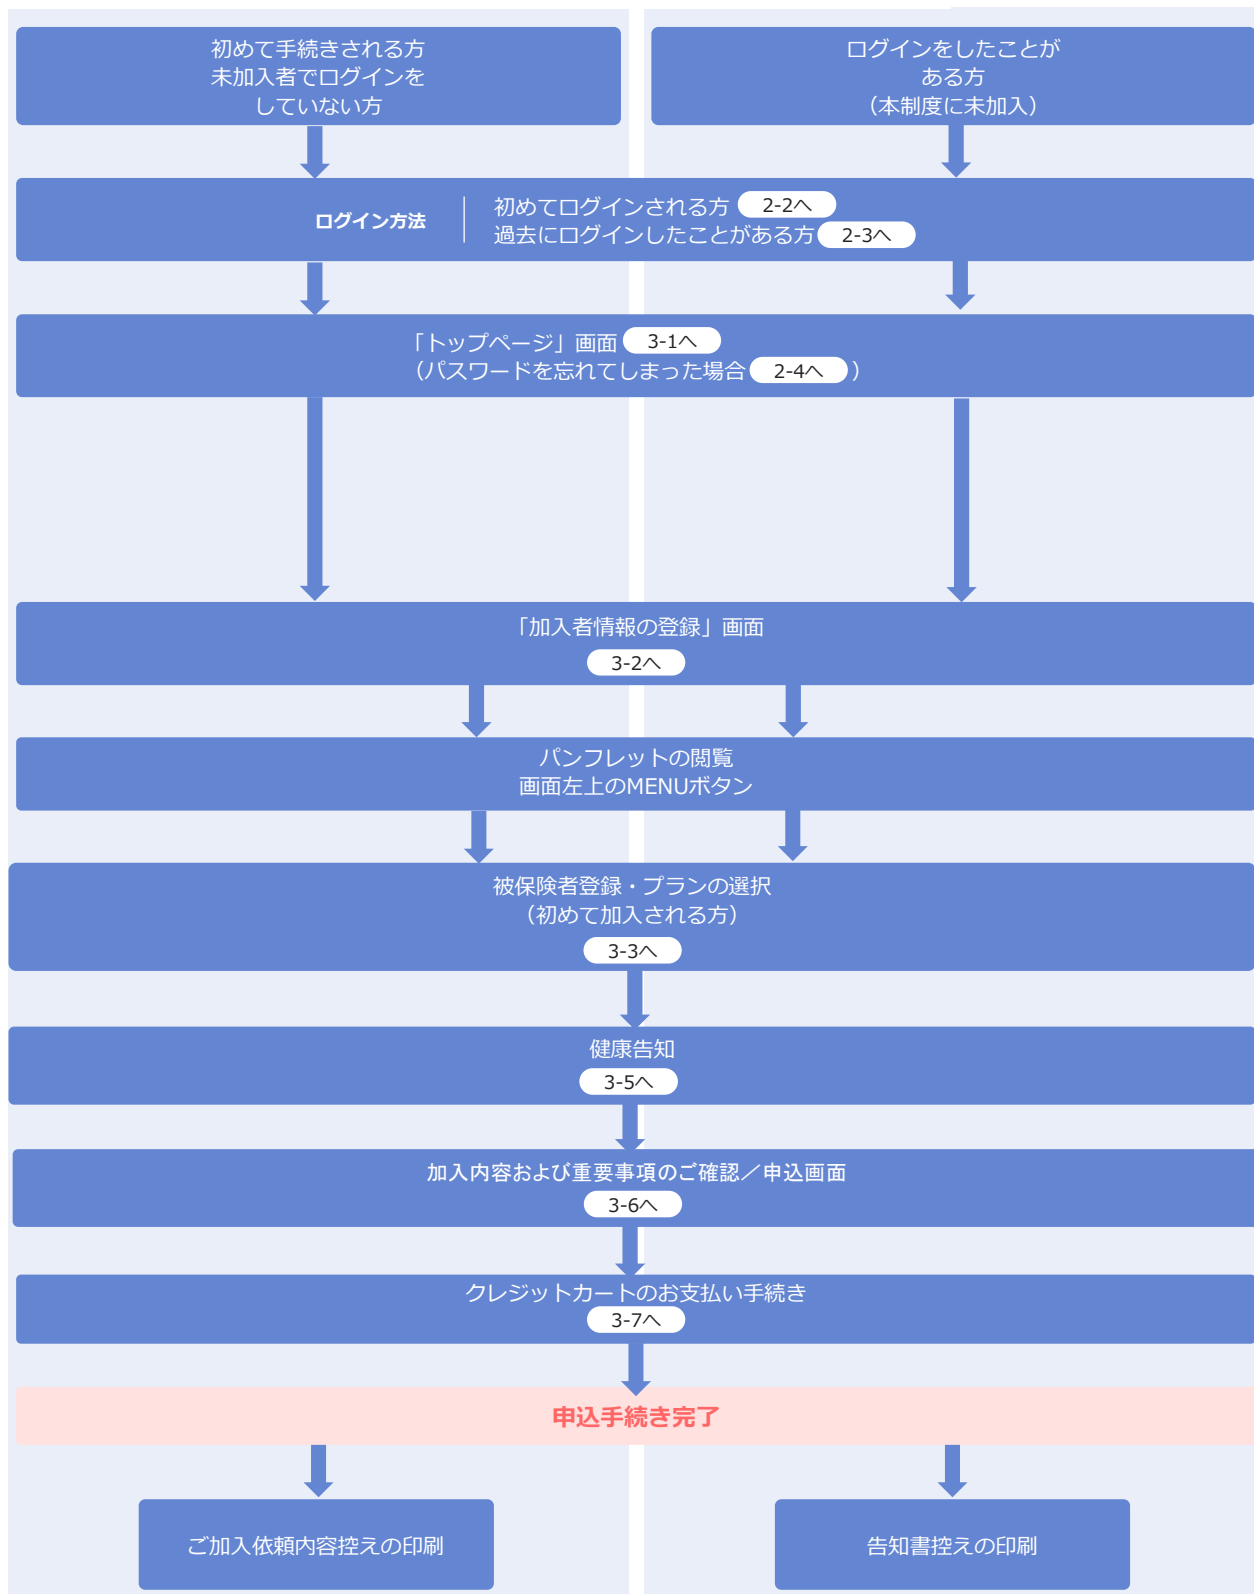 初めて手続きされる方
未加入者でログインを
していない方
ログインをしたことが
ある方
（本制度に未加入）
ログイン方法
初めてログインされる方 2-2へ
過去にログインしたことがある方 2-3へ
「トップページ」画面 3-1へ
（パスワードを忘れてしまった場合 2-4へ ）
「加入者情報の登録」画面
3-2へ
パンフレットの閲覧
画面左上のMENUボタン
被保険者登録・プランの選択
（初めて加入される方）
3-3へ
健康告知
3-5へ
加入内容および重要事項のご確認／申込画面
3-6へ
クレジットカートのお支払い手続き
3-7へ
申込手続き完了
ご加入依頼内容控えの印刷
告知書控えの印刷